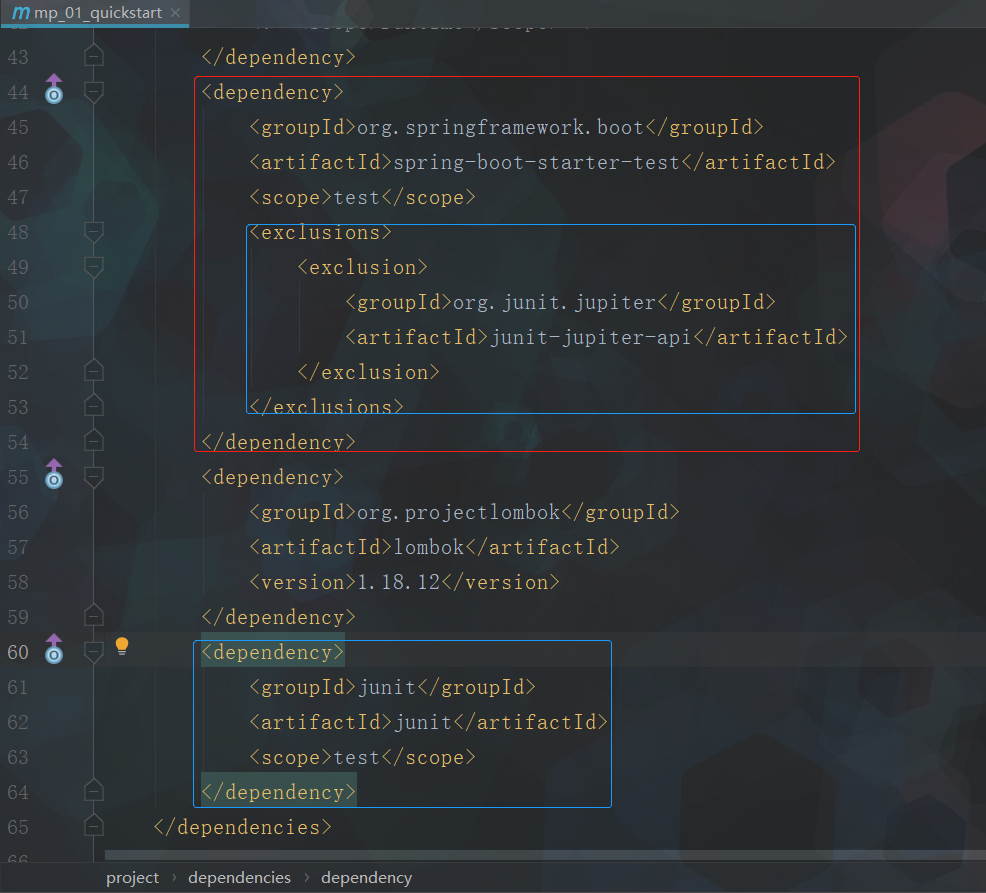 mp_01_quickstart
43 </dependency>
44 <dependency>
45 <groupId>org.springframework.boot</groupId>
46 <artifactId>spring-boot-starter-test</artifactId>
47 <scope>test</scope>
48 <exclusions>
49 <exclusion>
50 <groupId>org.junit.jupiter</groupId>
51 <artifactId>junit-jupiter-api</artifactId>
52 </exclusion>
53 </exclusions>
54 </dependency>
55 <dependency>
56 <groupId>org.projectlombok</groupId>
57 <artifactId>lombok</artifactId>
58 <version>1.18.12</version>
59 </dependency>
60 <dependency>
61 <groupId>junit</groupId>
62 <artifactId>junit</artifactId>
63 <scope>test</scope>
64 </dependency>
65 </dependencies>
66
project › dependencies › dependency